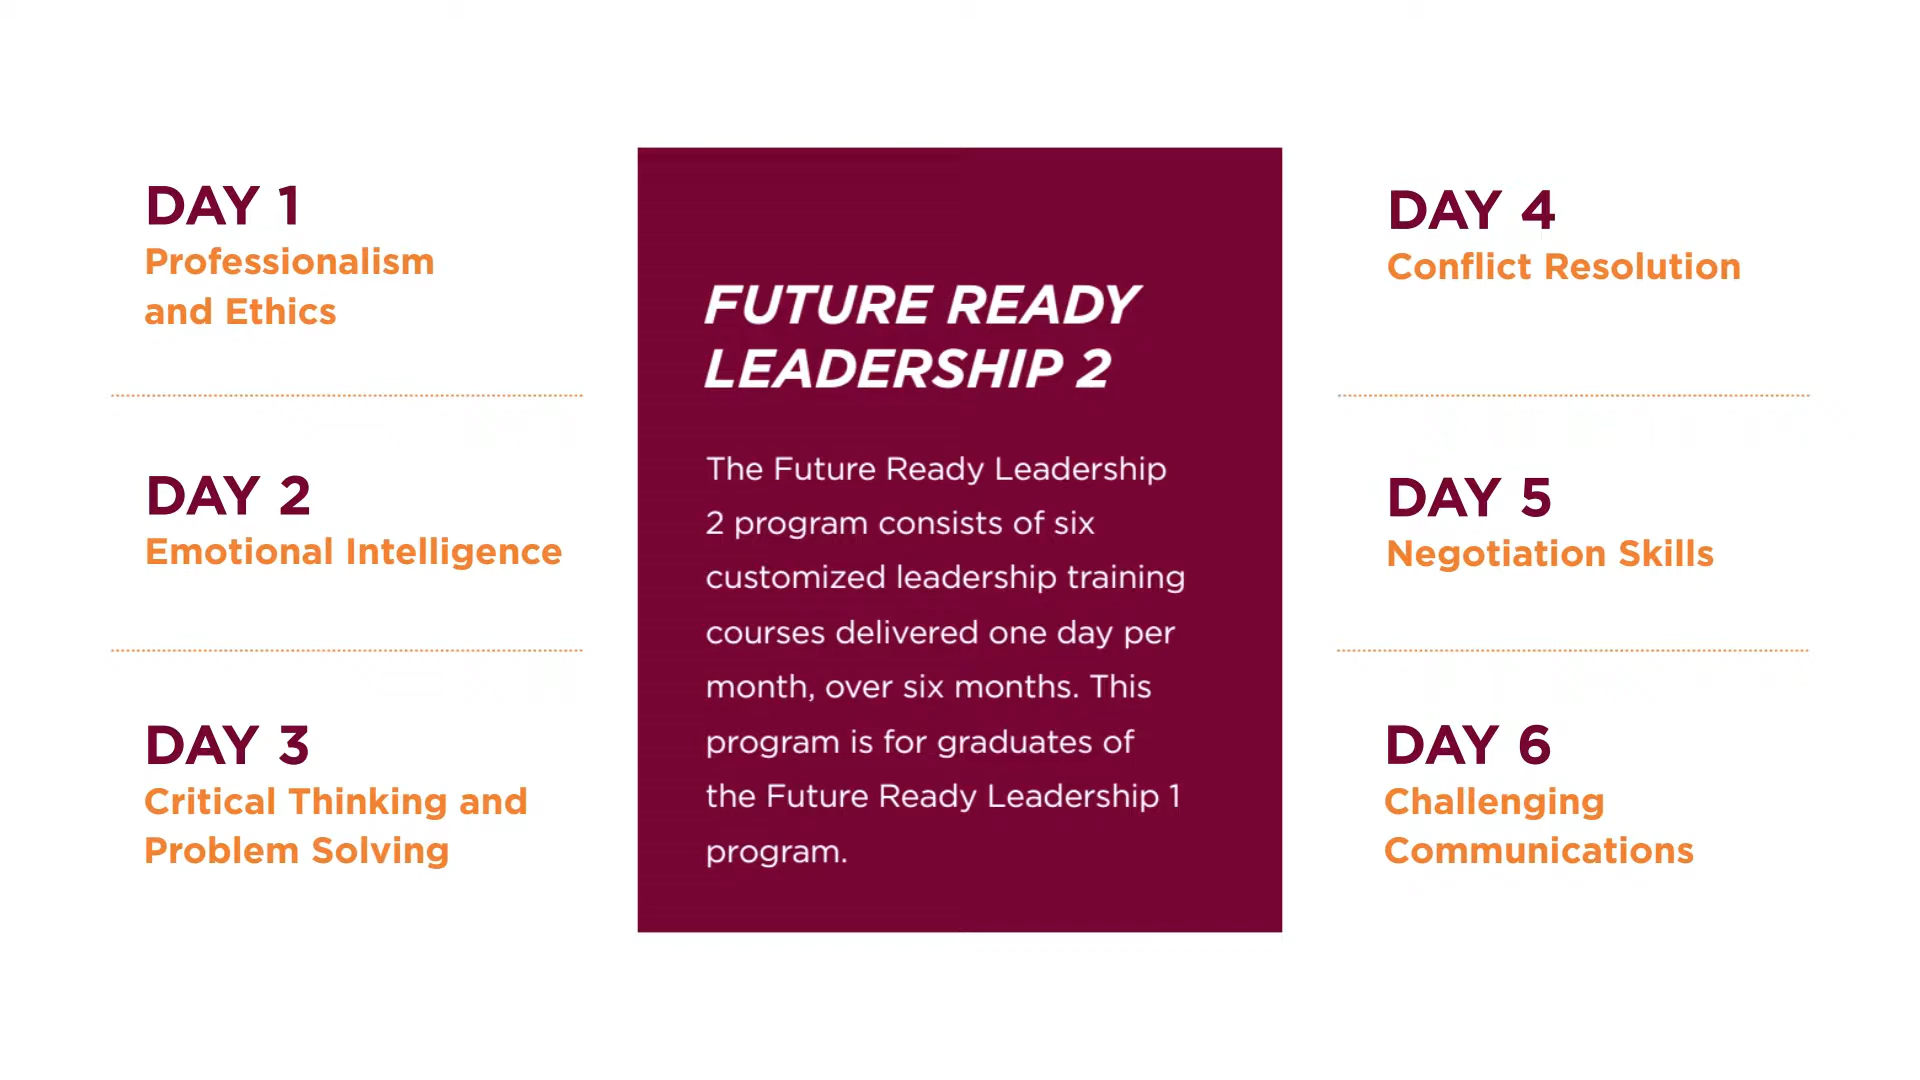 DAY 1
Professionalism
and Ethics
DAY 2
Emotional Intelligence
DAY 3
Critical Thinking and
Problem Solving
FUTURE READY
LEADERSHIP 2
The Future Ready Leadership
2 program consists of six
customized leadership training
courses delivered one day per
month, over six months. This
program is for graduates of
the Future Ready Leadership 1
program.
DAY 4
Conflict Resolution
DAY 5
Negotiation Skills
DAY 6
Challenging
Communications